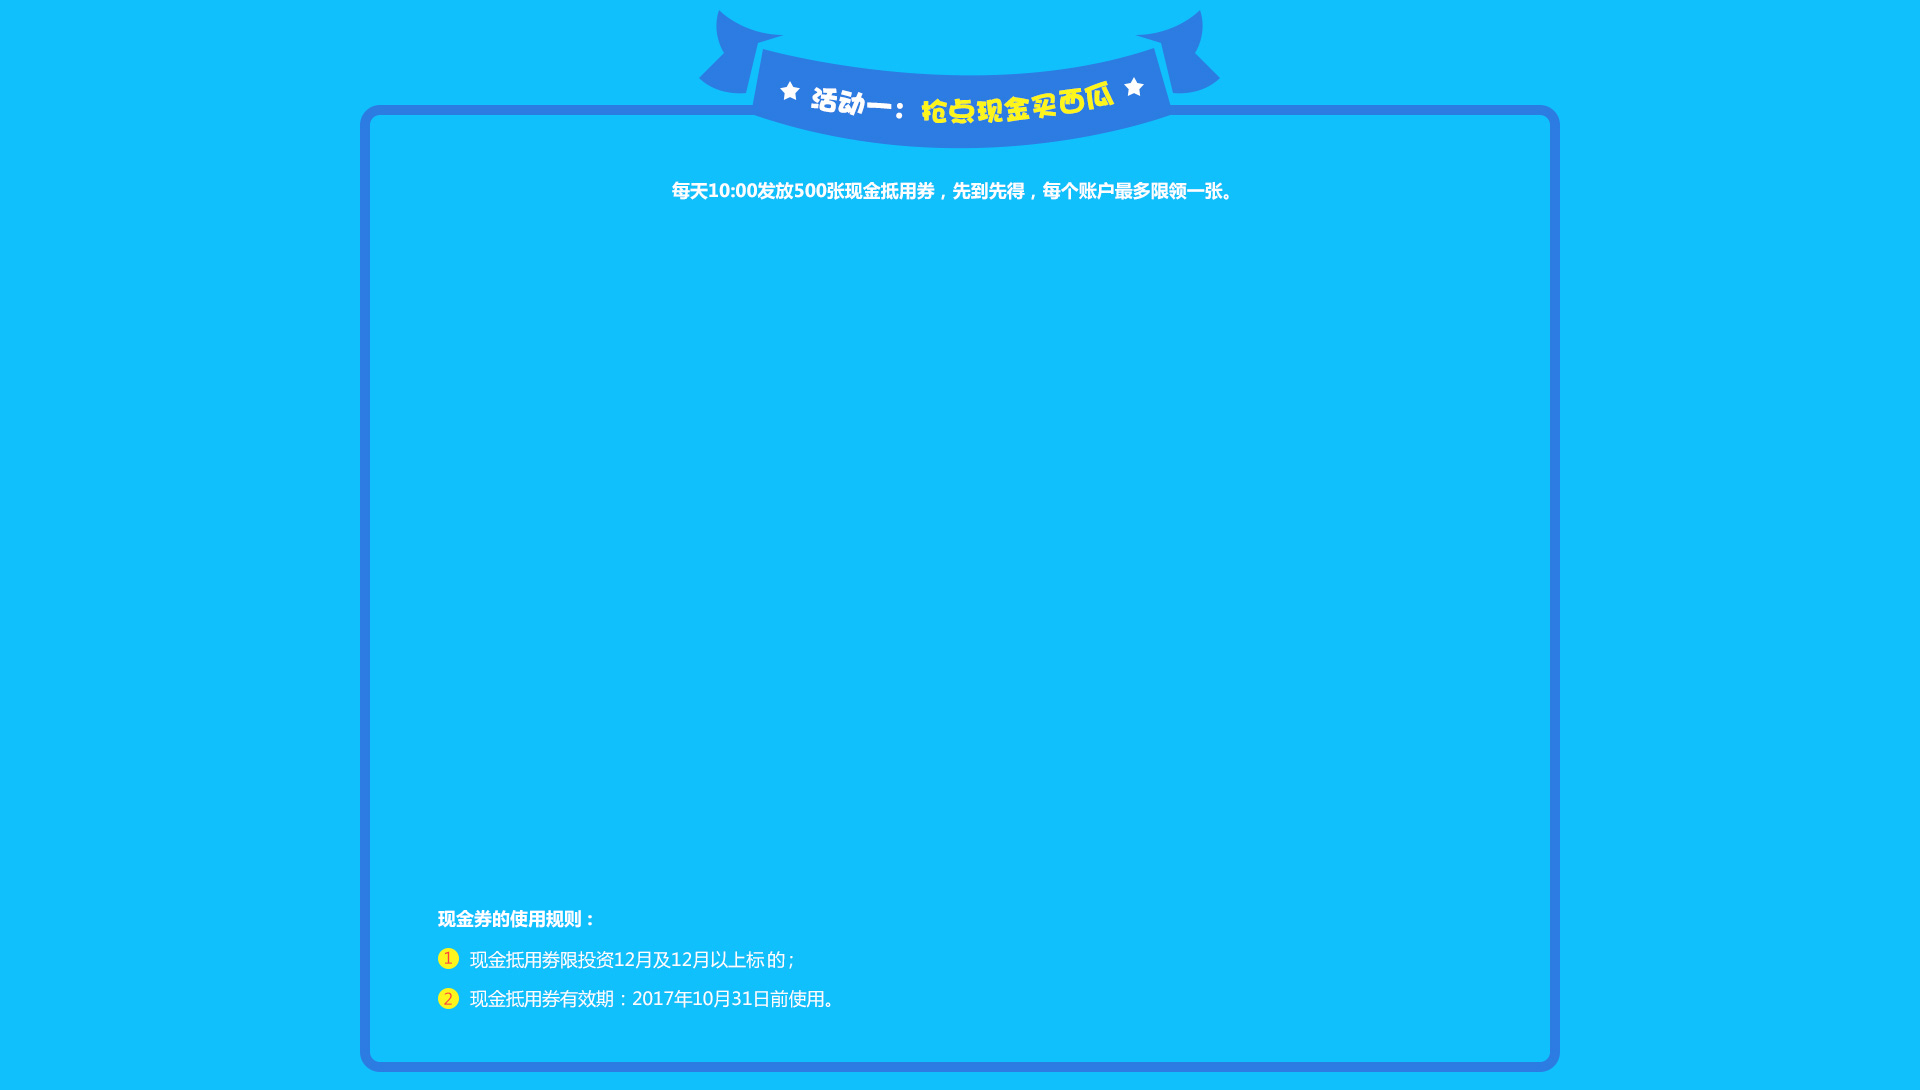 活动一：抢点现金买西瓜
每天10:00发放500张现金抵用券，先到先得，每个账户最多限领一张。
现金券的使用规则：
1 现金抵用券限投资12月及12月以上标的；
2 现金抵用券有效期：2017年10月31日前使用。